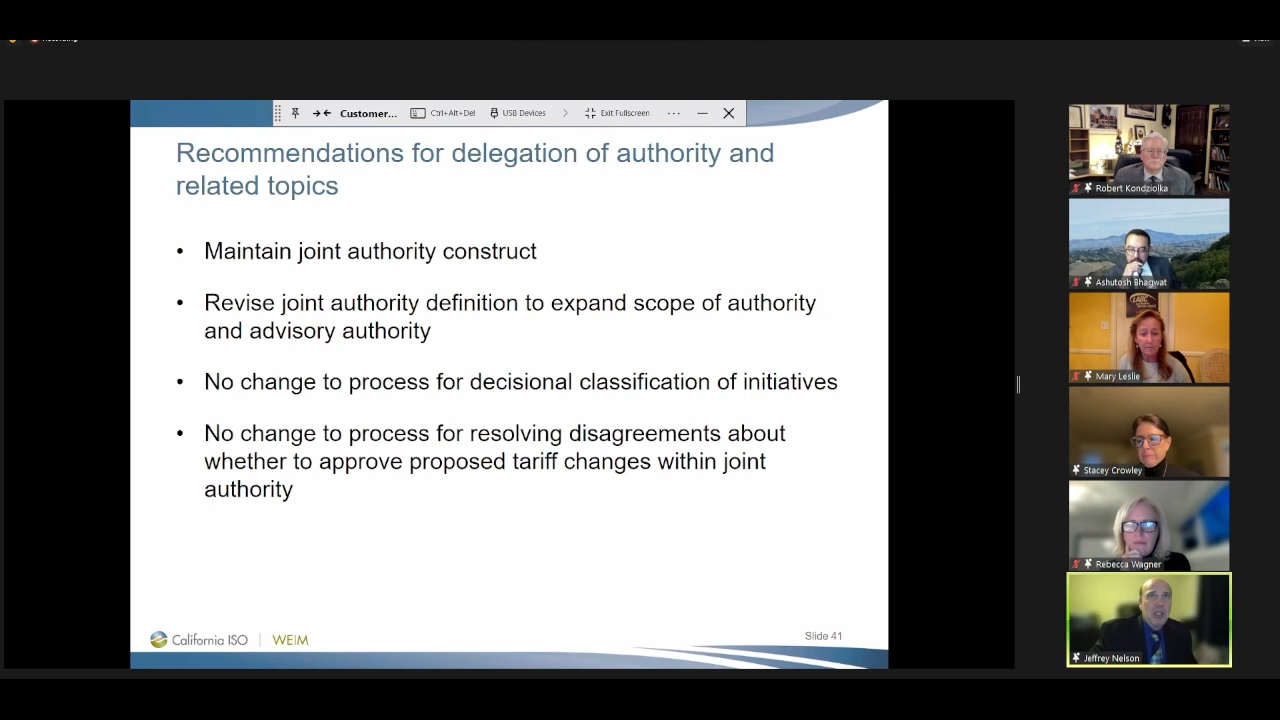 Recording
View
Customer...
Ctrl+Alt+Del
USB Devices
Exit Fullscreen
Recommendations for delegation of authority and
related topics
• Maintain joint authority construct
• Revise joint authority definition to expand scope of authority
and advisory authority
• No change to process for decisional classification of initiatives
• No change to process for resolving disagreements about
whether to approve proposed tariff changes within joint
authority
California ISO
WEIM
Slide 41
Robert Kondziolka
Ashutosh Bhagwat
Mary Leslie
Stacey Crowley
Rebecca Wagner
Jeffrey Nelson